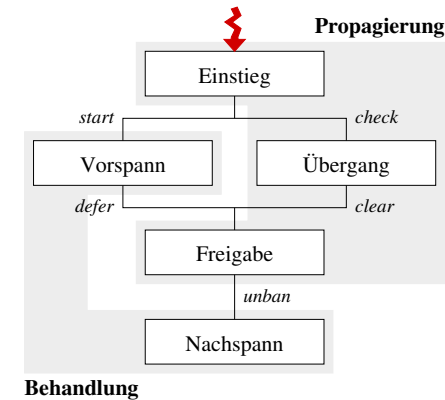 Propagierung
Einstieg
start check
Vorspann Übergang
defer clear
Freigabe
unban
Nachspann
Behandlung